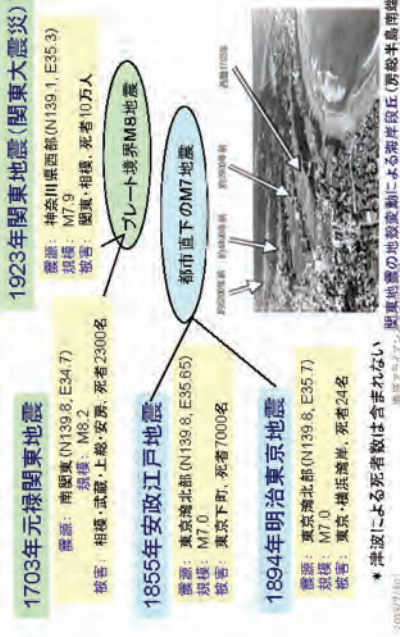 1703年元禄関東地震
震源： 南関東(N139.8, E34.7)
規模： M8.2
被害： 相模・武蔵・上総・安房, 死者2300名
1923年関東地震(関東大震災)
震源： 神奈川県西部(N139.1, E35.3)
規模： M7.9
被害： 関東・相模, 死者10万人
プレート境界M8地震
1855年安政江戸地震
震源： 東京湾北部(N139.8, E35.65)
規模： M7.0
被害： 東京下町, 死者7000名
都市直下のM7地震
1894年明治東京地震
震源： 東京湾北部(N139.8, E35.7)
規模： M7.0
被害： 東京・横浜湾岸, 死者24名
西暦1703年
＊津波による死者数は含まれない
関東地震の地殻変動による海岸段丘(房総半島南端